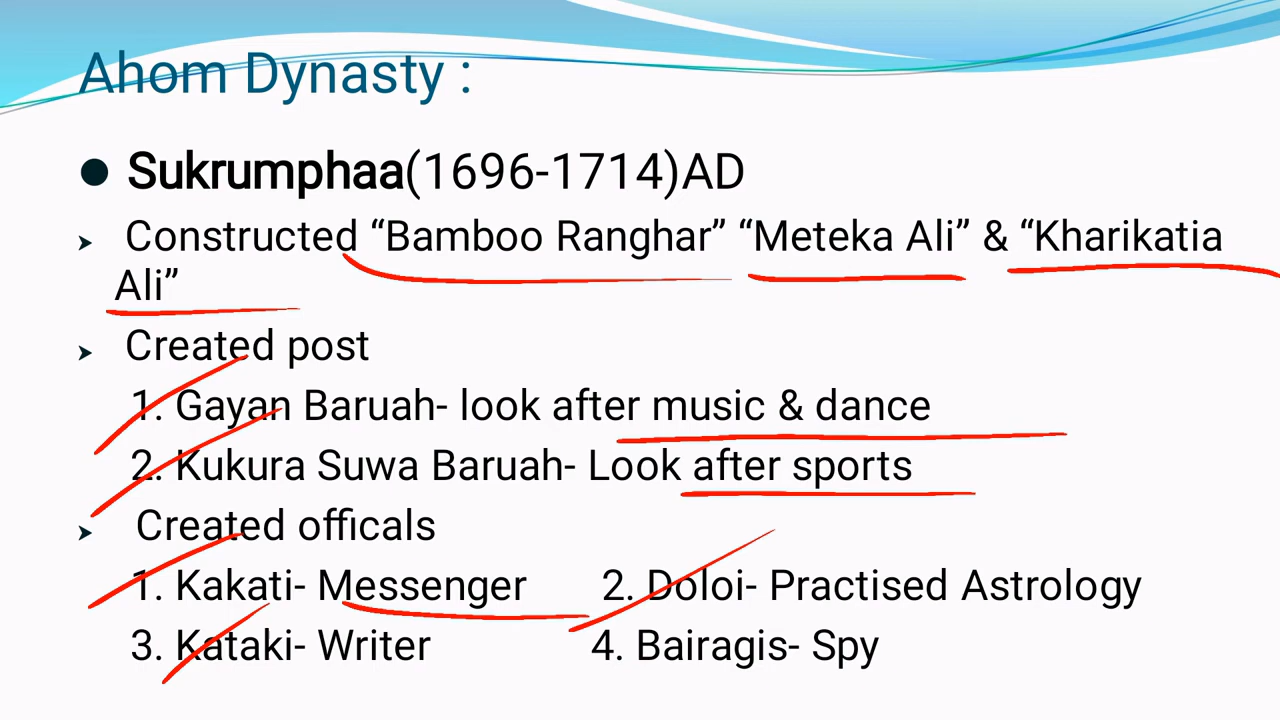 Ahom Dynasty :
Sukrumphaa(1696-1714)AD
Constructed “Bamboo Ranghar” “Meteka Ali” & “Kharikatia
Ali”
Created post
1. Gayan Baruah- look after music & dance
2. Kukura Suwa Baruah- Look after sports
Created officals
1. Kakati- Messenger 2. Doloi- Practised Astrology
3. Kataki- Writer 4. Bairagis- Spy